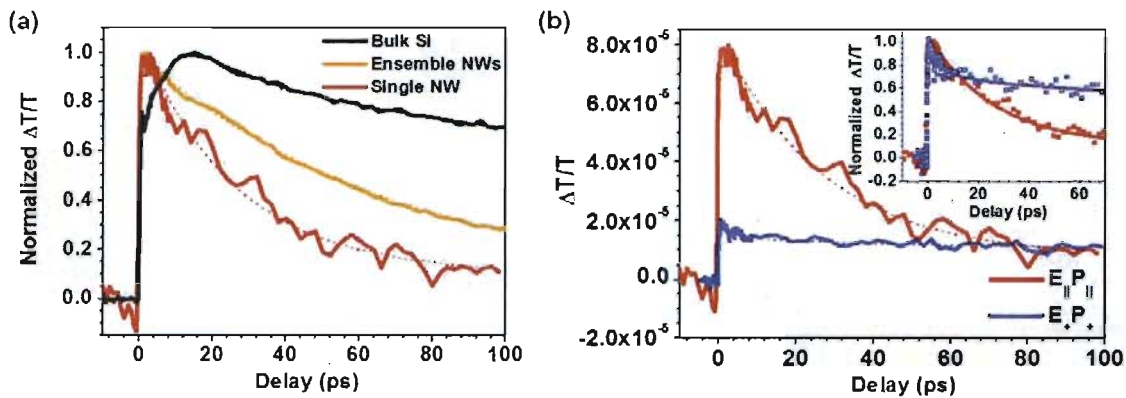 (a)
1.0
0.8
0.6
0.4
0.2
0.0
Normalized ΔT/T
Bulk Si
Ensemble NWs
Single NW
0 20 40 60 80 100
Delay (ps)
(b)
8.0x10⁻⁵
6.0x10⁻⁵
4.0x10⁻⁵
2.0x10⁻⁵
0.0
-2.0x10⁻⁵
ΔT/T
1.0
0.8
0.6
0.4
0.2
0.0
-0.2
Normalized ΔT/T
0 20 40 60
Delay (ps)
E||P||
E₊P₊
0 20 40 60 80 100
Delay (ps)